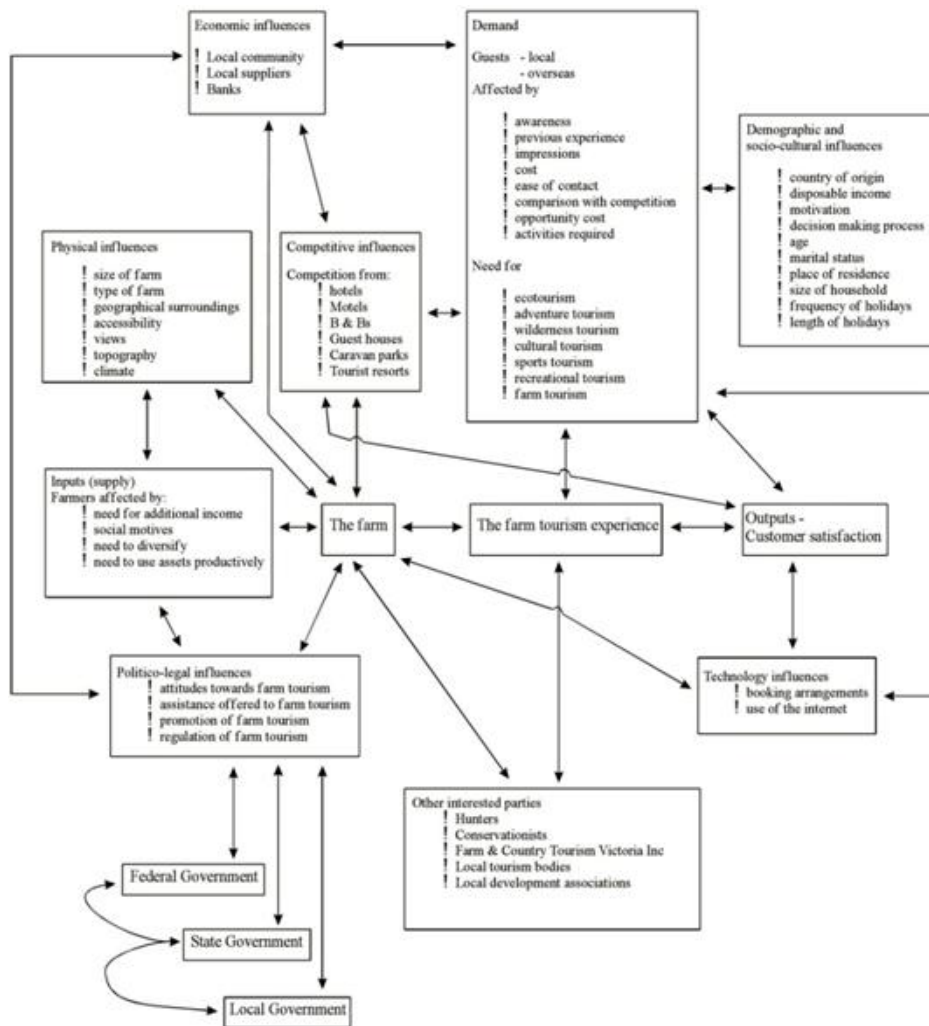 Economic influences
! Local community
! Local suppliers
! Banks
Demand
Guests - local
- overseas
Affected by
! awareness
! previous experience
! impressions
! cost
! ease of contact
! comparison with competition
! opportunity cost
! activities required
Need for
! ecotourism
! adventure tourism
! wilderness tourism
! cultural tourism
! sports tourism
! recreational tourism
! farm tourism
Demographic and
socio-cultural influences
! country of origin
! disposable income
! motivation
! decision making process
! age
! marital status
! place of residence
! size of household
! frequency of holidays
! length of holidays
Physical influences
! size of farm
! type of farm
! geographical surroundings
! accessibility
! views
! topography
! climate
Competitive influences
Competition from:
! hotels
! Motels
! B & Bs
! Guest houses
! Caravan parks
! Tourist resorts
Inputs (supply)
Farmers affected by:
! need for additional income
! social motives
! need to diversify
! need to use assets productively
The farm
The farm tourism experience
Outputs -
Customer satisfaction
Politico-legal influences
! attitudes towards farm tourism
! assistance offered to farm tourism
! promotion of farm tourism
! regulation of farm tourism
Technology influences
! booking arrangements
! use of the internet
Other interested parties
! Hunters
! Conservationists
! Farm & Country Tourism Victoria Inc
! Local tourism bodies
! Local development associations
Federal Government
State Government
Local Government